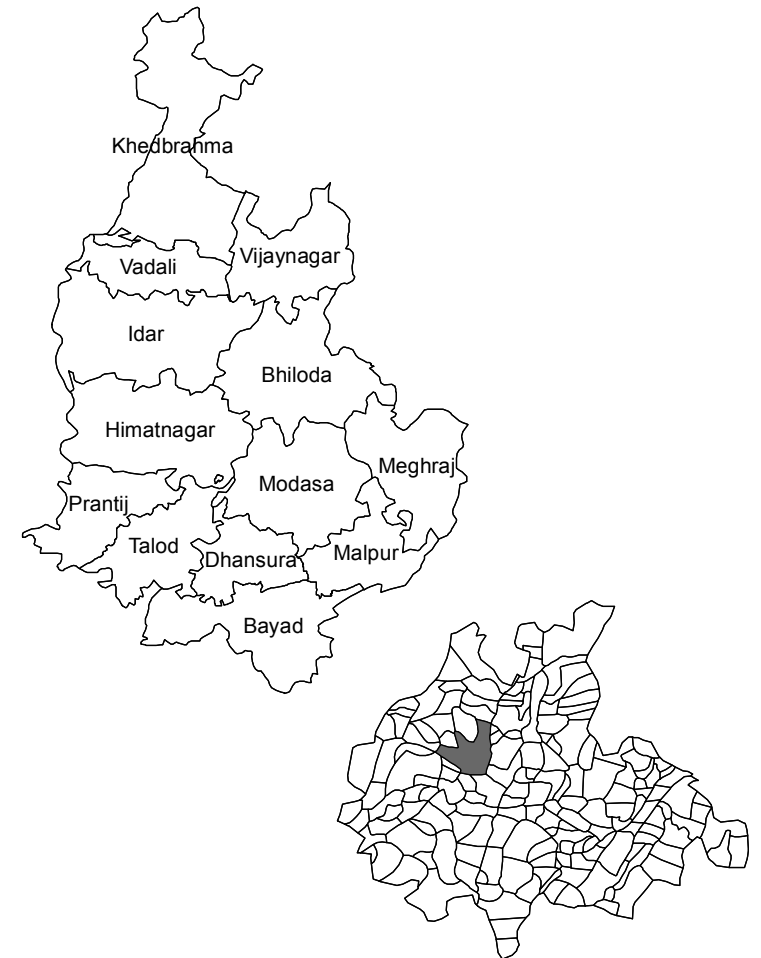 Khedbrahma
Vijaynagar
Vadali
Idar
Bhiloda
Himatnagar
Meghraj
Modasa
Prantij
Talod
Malpur
Dhansura
Bayad